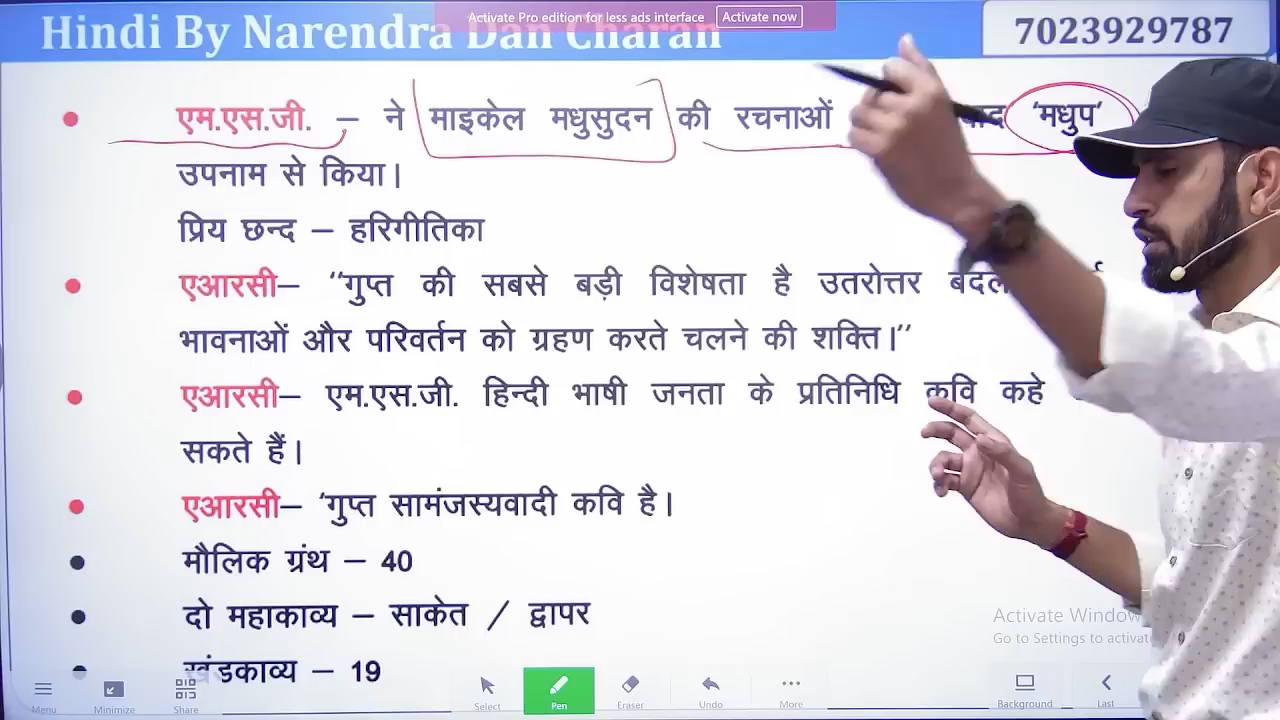 Activate Pro edition for less ads interface Activate now
Hindi By Narendra Dan Charan
7023929787
एम.एस.जी. – ने माइकेल मधुसुदन की रचनाओं 'मधुप'
उपनाम से किया।
प्रिय छन्द – हरिगीतिका
एआरसी– "गुप्त की सबसे बड़ी विशेषता है उतरोत्तर
भावनाओं और परिवर्तन को ग्रहण करते चलने की शक्ति।"
एआरसी– एम.एस.जी. हिन्दी भाषी जनता के प्रतिनिधि कवि कहे
सकते हैं।
एआरसी– 'गुप्त सामंजस्यवादी कवि है।
मौलिक ग्रंथ – 40
दो महाकाव्य – साकेत / द्वापर
खंडकाव्य – 19
Activate Window
Go to Settings to activate
Menu Minimize Share Select Pen Eraser Undo More Background Last